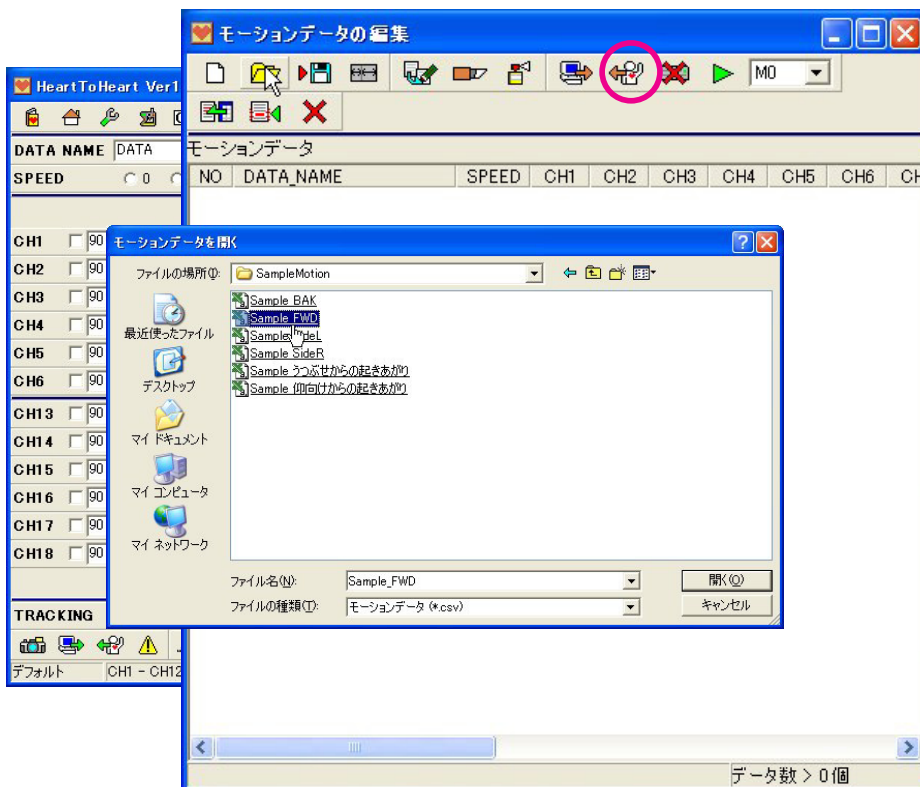 モーションデータの編集
M0
モーションデータ
NO DATA_NAME SPEED CH1 CH2 CH3 CH4 CH5 CH6 CH
HeartToHeart Ver1
DATA NAME DATA
SPEED 0
CH1 90
CH2 90
CH3 90
CH4 90
CH5 90
CH6 90
CH13 90
CH14 90
CH15 90
CH16 90
CH17 90
CH18 90
TRACKING
デフォルト CH1 - CH12
モーションデータを開く
ファイルの場所(I): SampleMotion
最近使ったファイル
デスクトップ
マイ ドキュメント
マイ コンピュータ
マイ ネットワーク
Sample_BAK
Sample_FWD
Sample_SideR
Sample_うつぶせからの起きあがり
Sample_仰向けからの起きあがり
ファイル名(N): Sample_FWD 開く(O)
ファイルの種類(T): モーションデータ (*.csv) キャンセル
データ数 > 0個